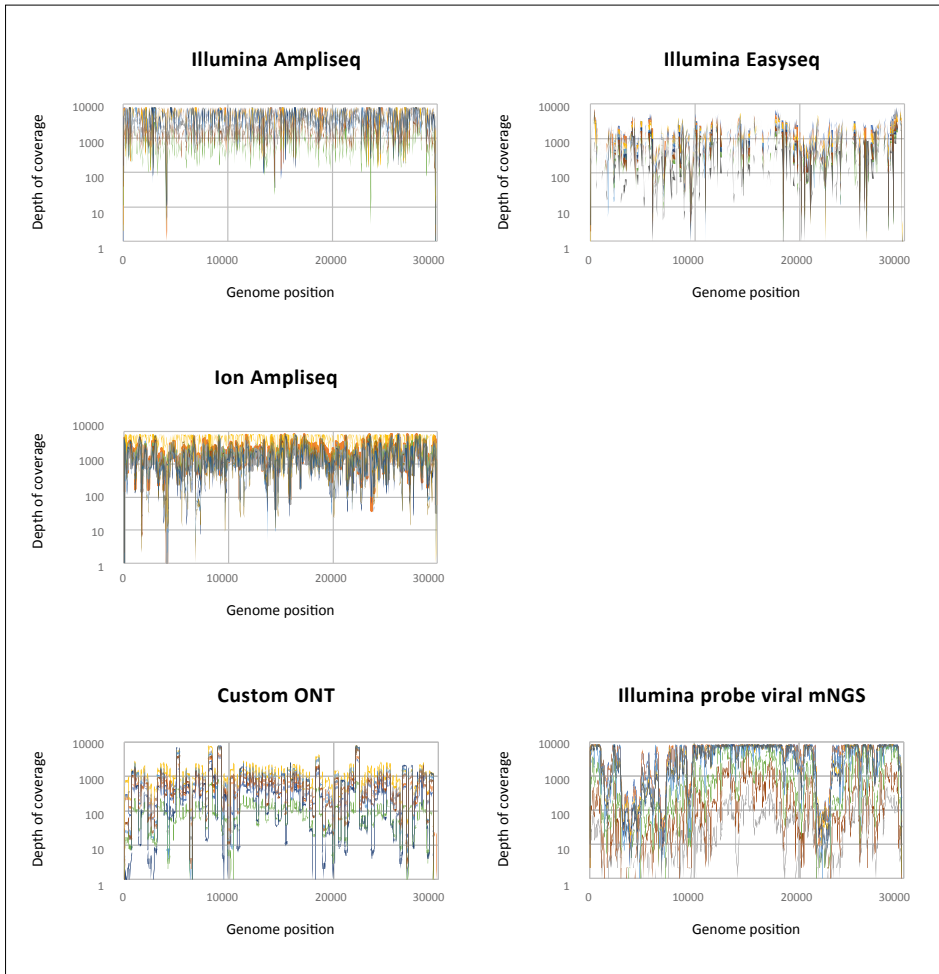 Illumina Ampliseq
Depth of coverage
10000
1000
100
10
1
0 10000 20000 30000
Genome position
Illumina Easyseq
Depth of coverage
10000
1000
100
10
1
0 10000 20000 30000
Genome position
Ion Ampliseq
Depth of coverage
10000
1000
100
10
1
0 10000 20000 30000
Genome position
Custom ONT
Depth of coverage
10000
1000
100
10
1
0 10000 20000 30000
Genome position
Illumina probe viral mNGS
Depth of coverage
10000
1000
100
10
1
0 10000 20000 30000
Genome position